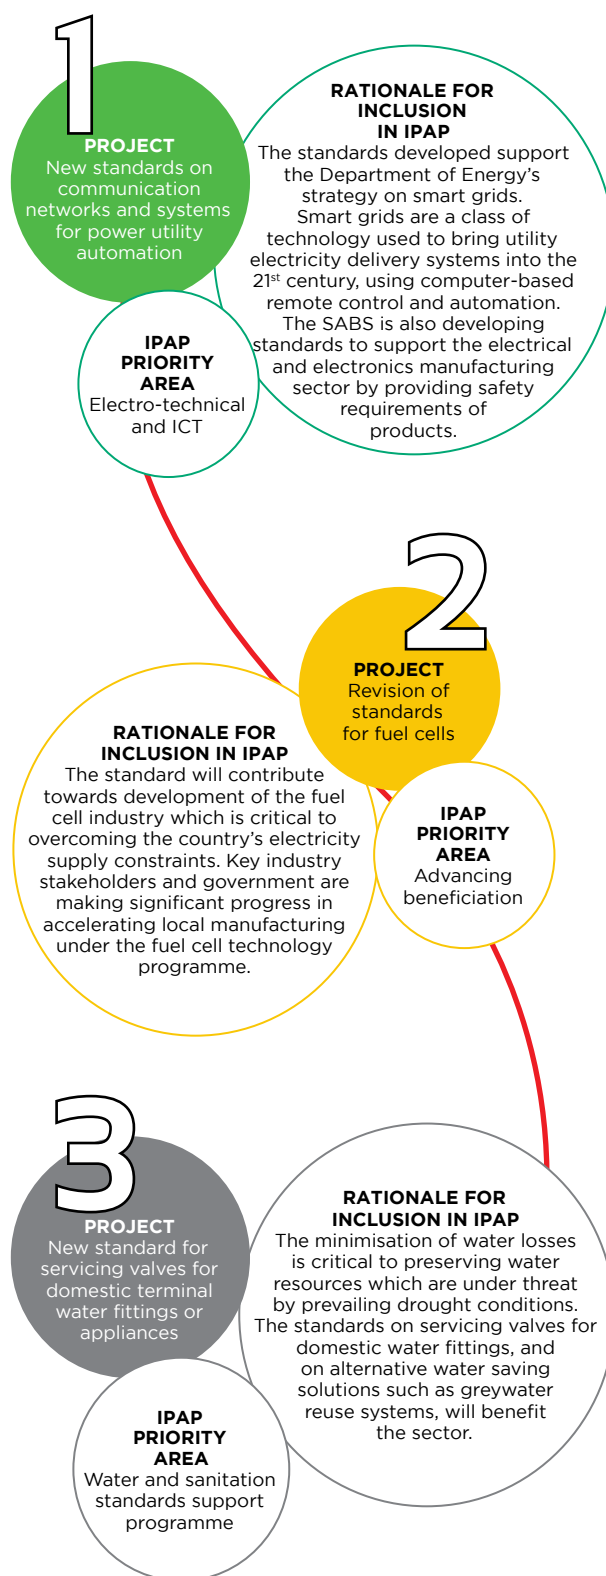 1
PROJECT
New standards on
communication
networks and systems
for power utility
automation
RATIONALE FOR
INCLUSION
IN IPAP
The standards developed support
the Department of Energy’s
strategy on smart grids.
Smart grids are a class of
technology used to bring utility
electricity delivery systems into the
21st century, using computer-based
remote control and automation.
The SABS is also developing
standards to support the electrical
and electronics manufacturing
sector by providing safety
requirements of
products.
IPAP
PRIORITY
AREA
Electro-technical
and ICT
2
PROJECT
Revision of
standards
for fuel cells
RATIONALE FOR
INCLUSION IN IPAP
The standard will contribute
towards development of the fuel
cell industry which is critical to
overcoming the country’s electricity
supply constraints. Key industry
stakeholders and government are
making significant progress in
accelerating local manufacturing
under the fuel cell technology
programme.
IPAP
PRIORITY
AREA
Advancing
beneficiation
3
PROJECT
New standard for
servicing valves for
domestic terminal
water fittings or
appliances
RATIONALE FOR
INCLUSION IN IPAP
The minimisation of water losses
is critical to preserving water
resources which are under threat
by prevailing drought conditions.
The standards on servicing valves for
domestic water fittings, and
on alternative water saving
solutions such as greywater
reuse systems, will benefit
the sector.
IPAP
PRIORITY
AREA
Water and sanitation
standards support
programme